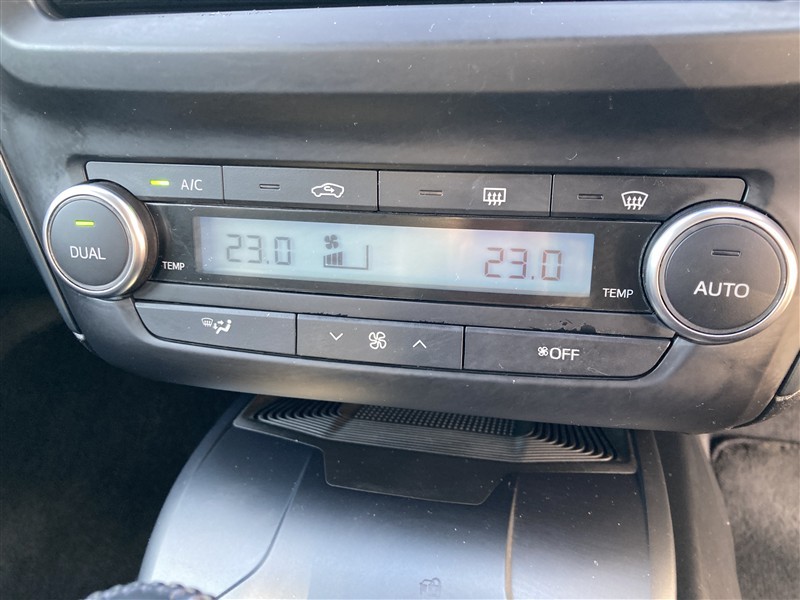 A/C
DUAL
TEMP
23.0
23.0
TEMP
AUTO
OFF